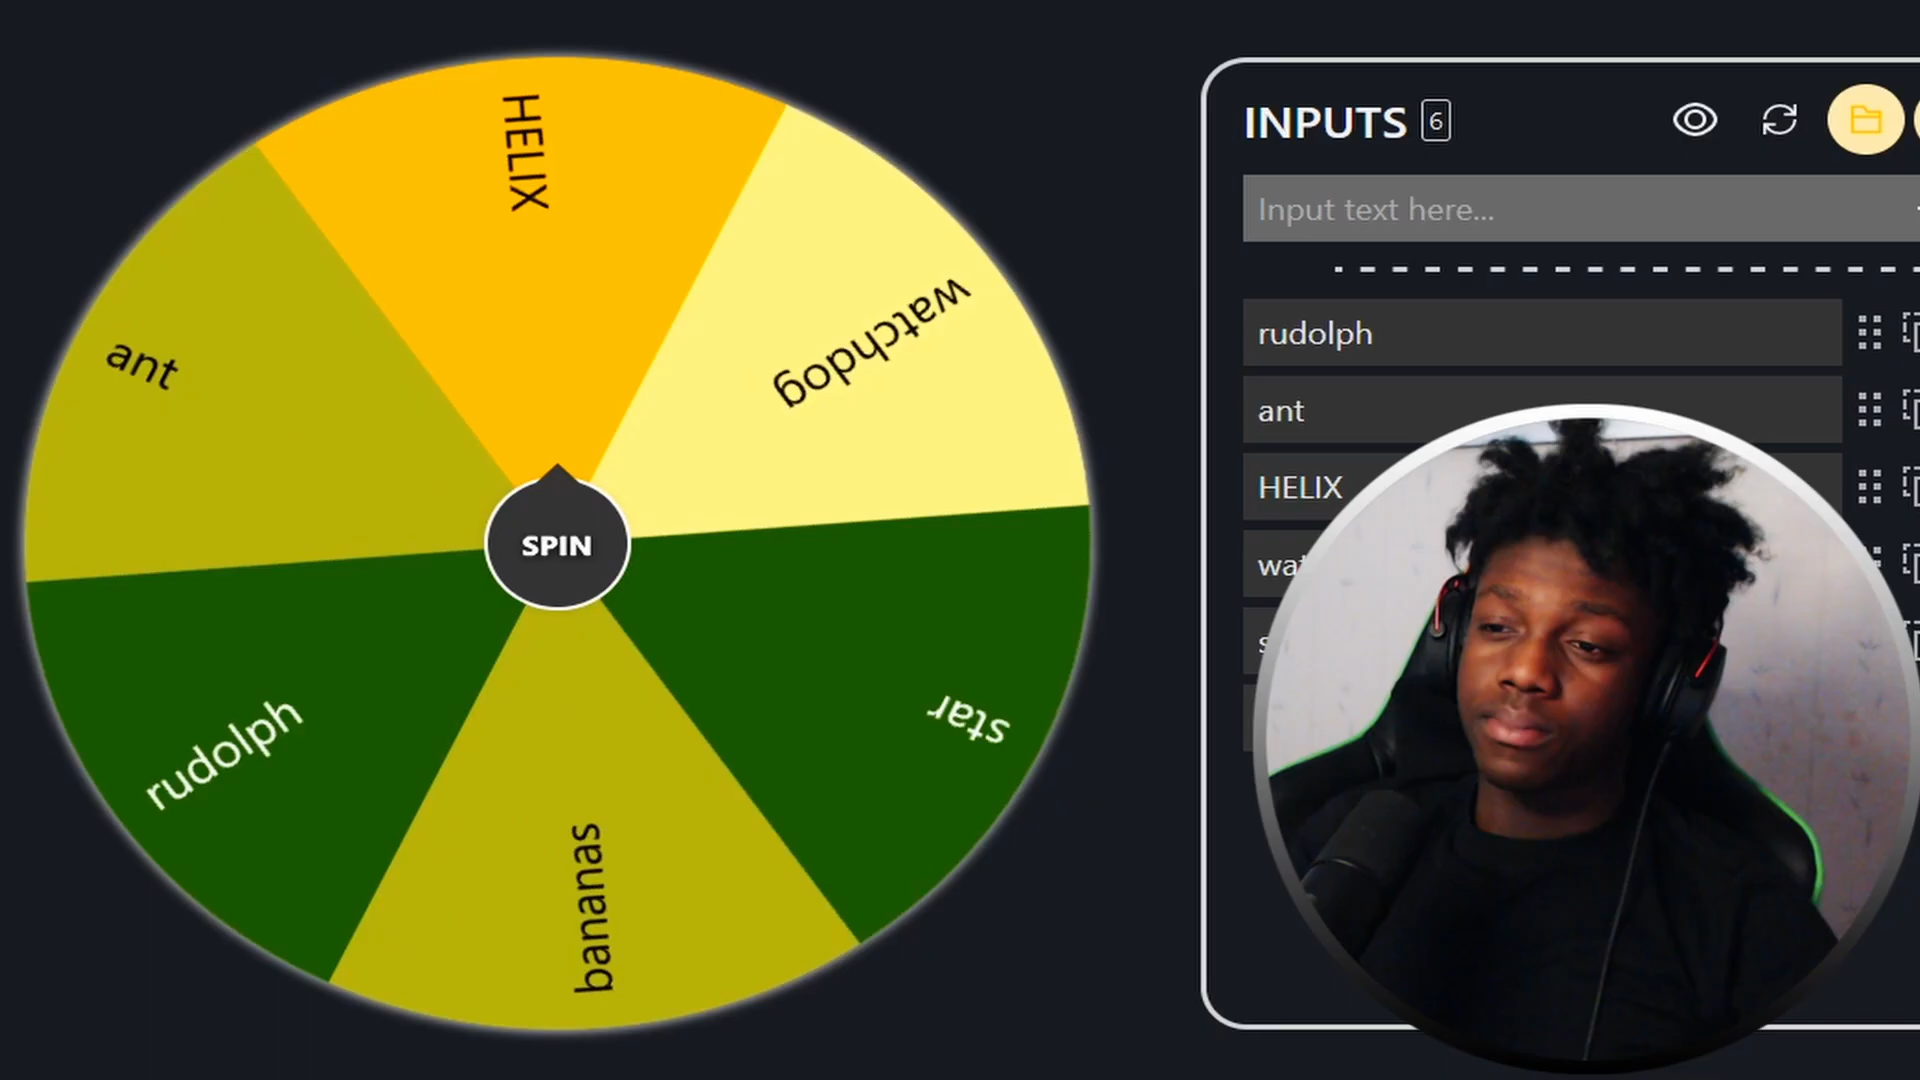 HELIX
watchdog
ant
SPIN
star
rudolph
bananas
INPUTS 6
Input text here...
rudolph
ant
HELIX